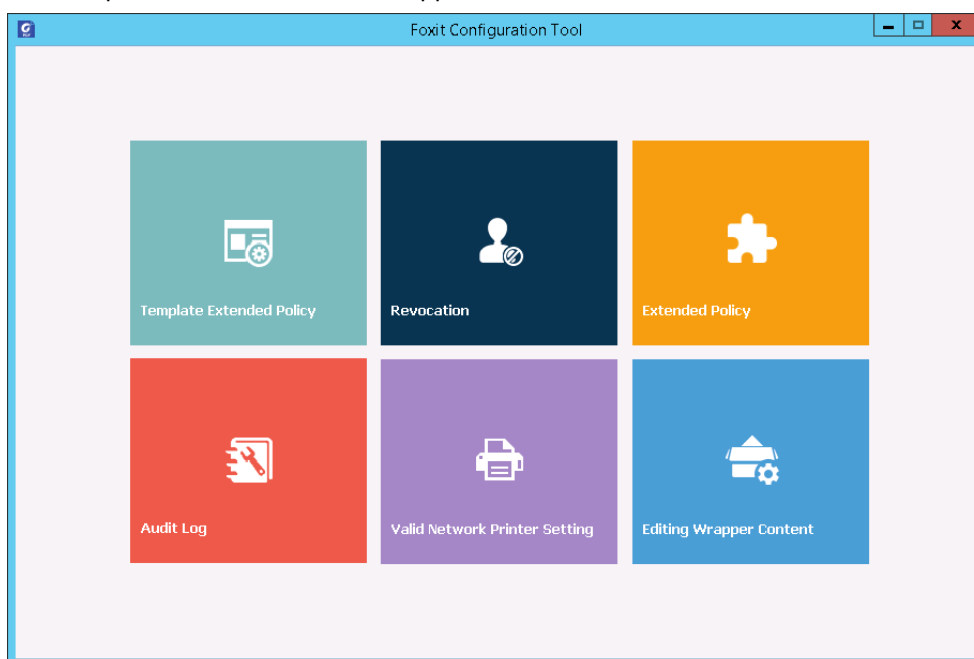 Foxit Configuration Tool
Template Extended Policy
Revocation
Extended Policy
Audit Log
Valid Network Printer Setting
Editing Wrapper Content